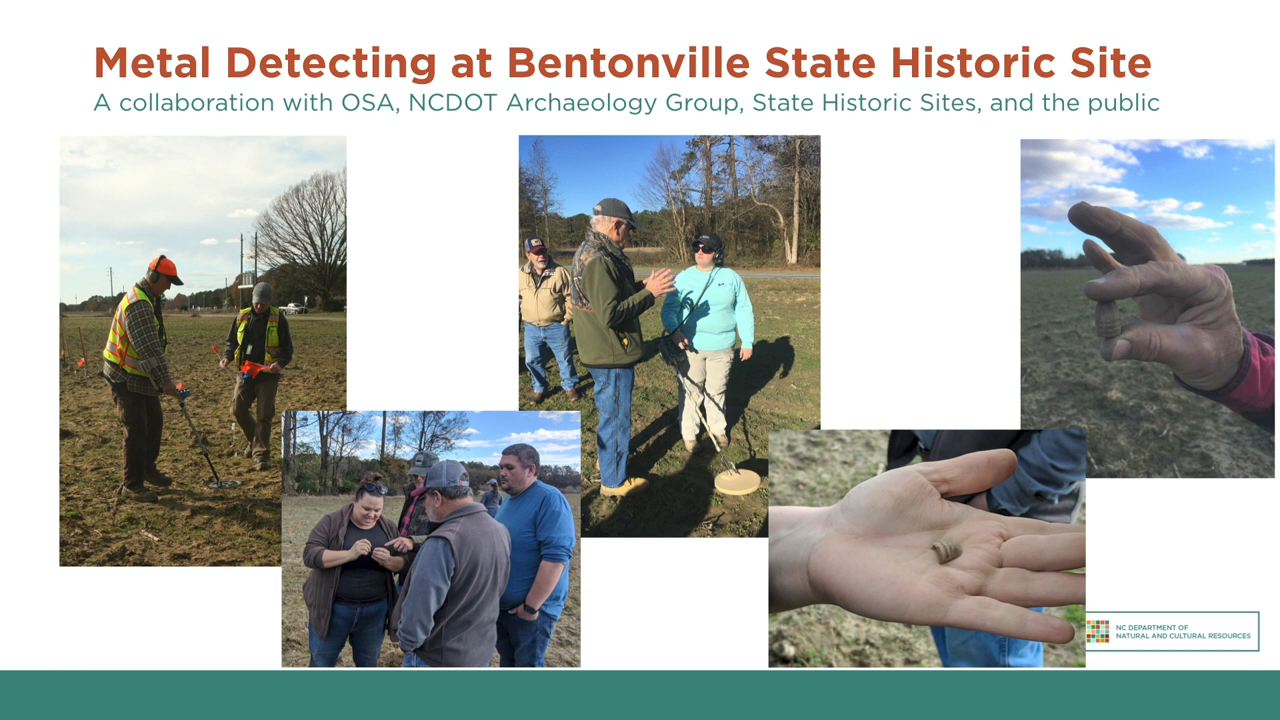 Metal Detecting at Bentonville State Historic Site
A collaboration with OSA, NCDOT Archaeology Group, State Historic Sites, and the public
NC DEPARTMENT OF
NATURAL AND CULTURAL RESOURCES